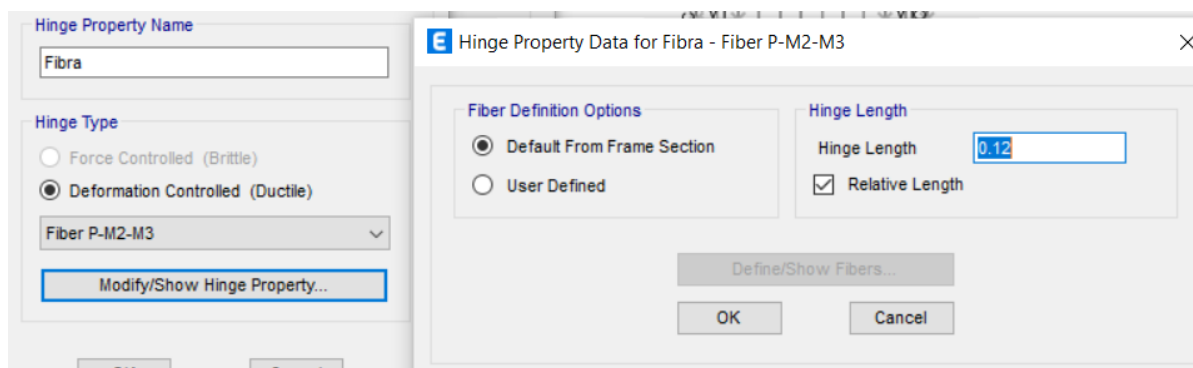 Hinge Property Name
Fibra
Hinge Type
Force Controlled (Brittle)
Deformation Controlled (Ductile)
Fiber P-M2-M3
Modify/Show Hinge Property...
E Hinge Property Data for Fibra - Fiber P-M2-M3
Fiber Definition Options
Default From Frame Section
User Defined
Hinge Length
Hinge Length 0.12
Relative Length
Define/Show Fibers...
OK Cancel